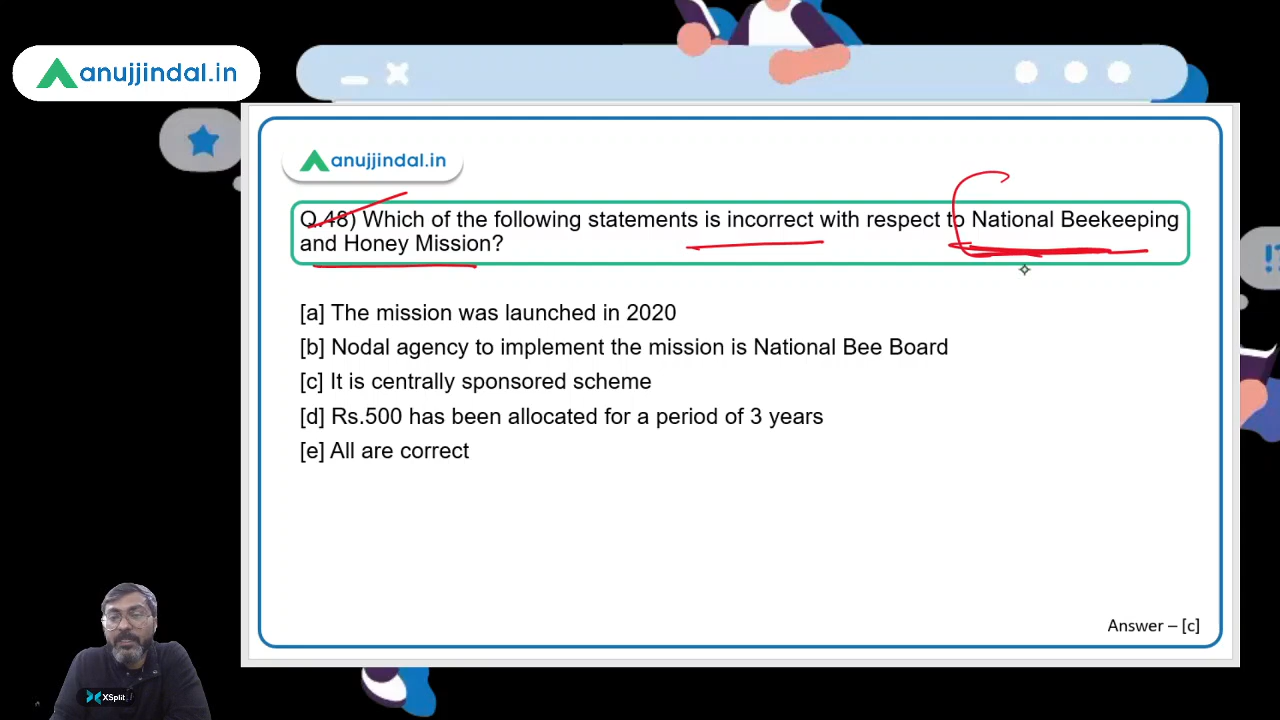 anujjindal.in
anujjindal.in
Q.48) Which of the following statements is incorrect with respect to National Beekeeping
and Honey Mission?
[a] The mission was launched in 2020
[b] Nodal agency to implement the mission is National Bee Board
[c] It is centrally sponsored scheme
[d] Rs.500 has been allocated for a period of 3 years
[e] All are correct
Answer – [c]
XSplit